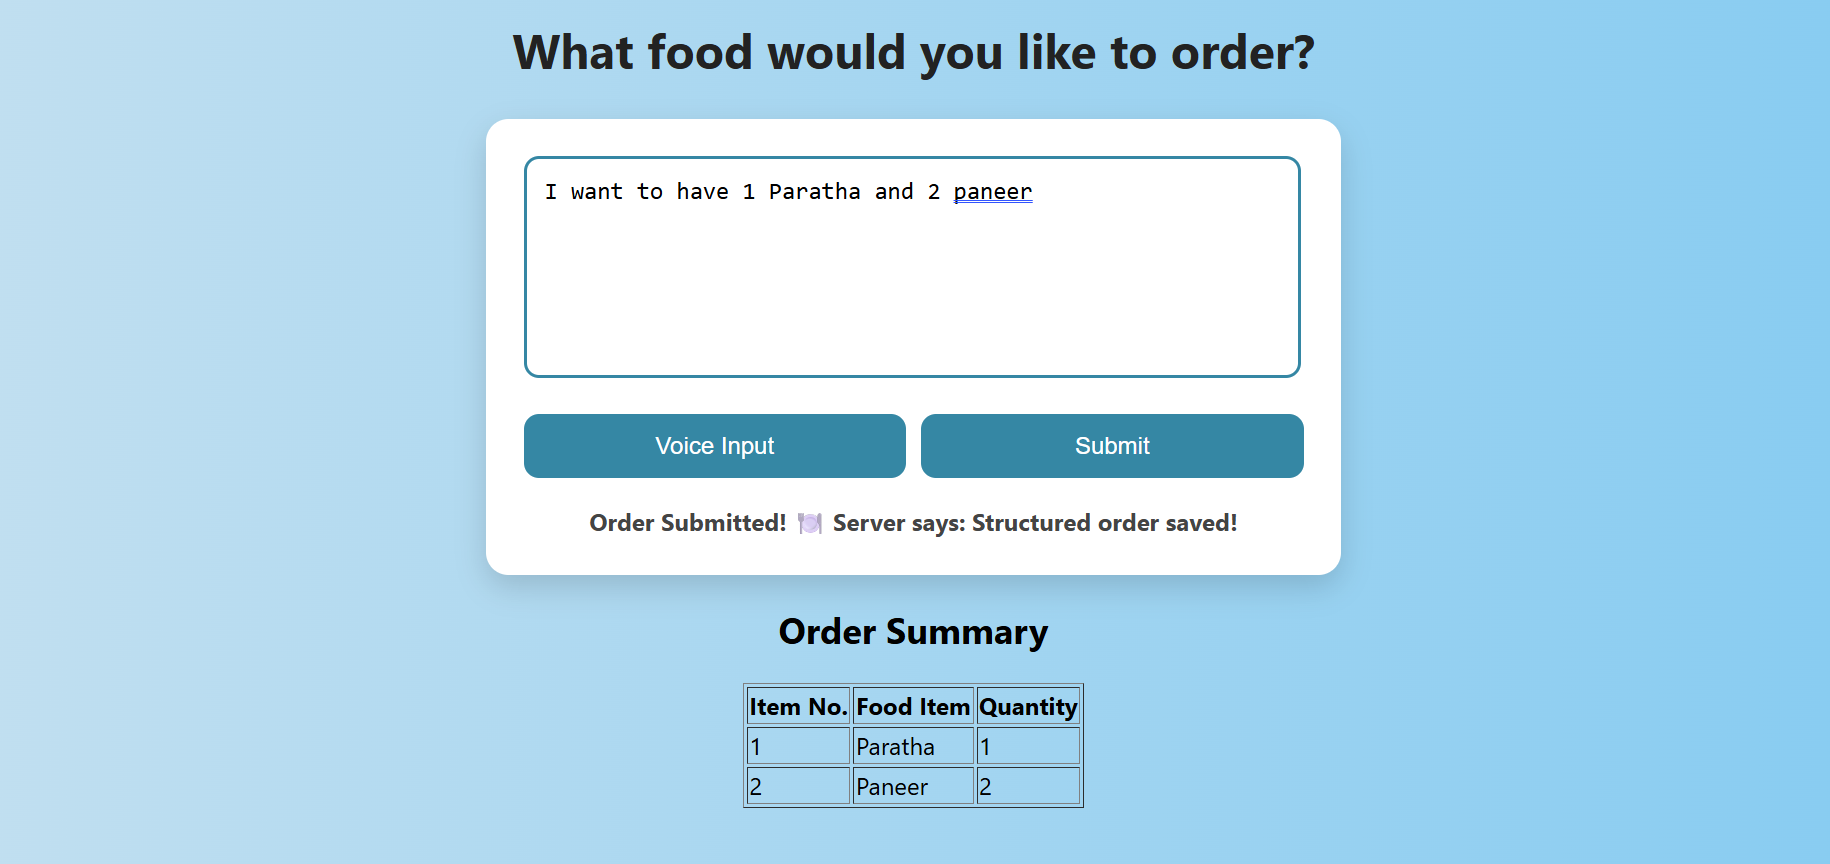 What food would you like to order?
I want to have 1 Paratha and 2 paneer
Voice Input Submit
Order Submitted! 🍽️ Server says: Structured order saved!
Order Summary
Item No. Food Item Quantity
1 Paratha 1
2 Paneer 2